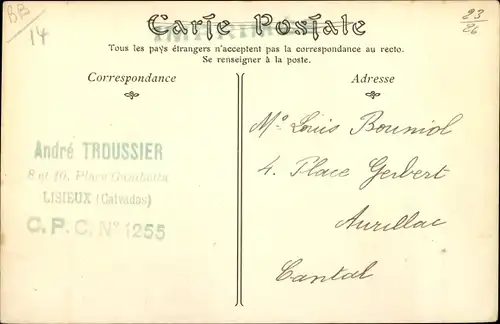 BB
14
Carte Postale
IMPRIMÉ
23
26
Tous les pays étrangers n'acceptent pas la correspondance au recto.
Se renseigner à la poste.
Correspondance
Adresse
André TROUSSIER
8 et 10, Place Gambetta
LISIEUX (Calvados)
C. P. C. N° 1255
Mr Louis Bouniol
4. Place Gerbert
Aurillac
Cantal